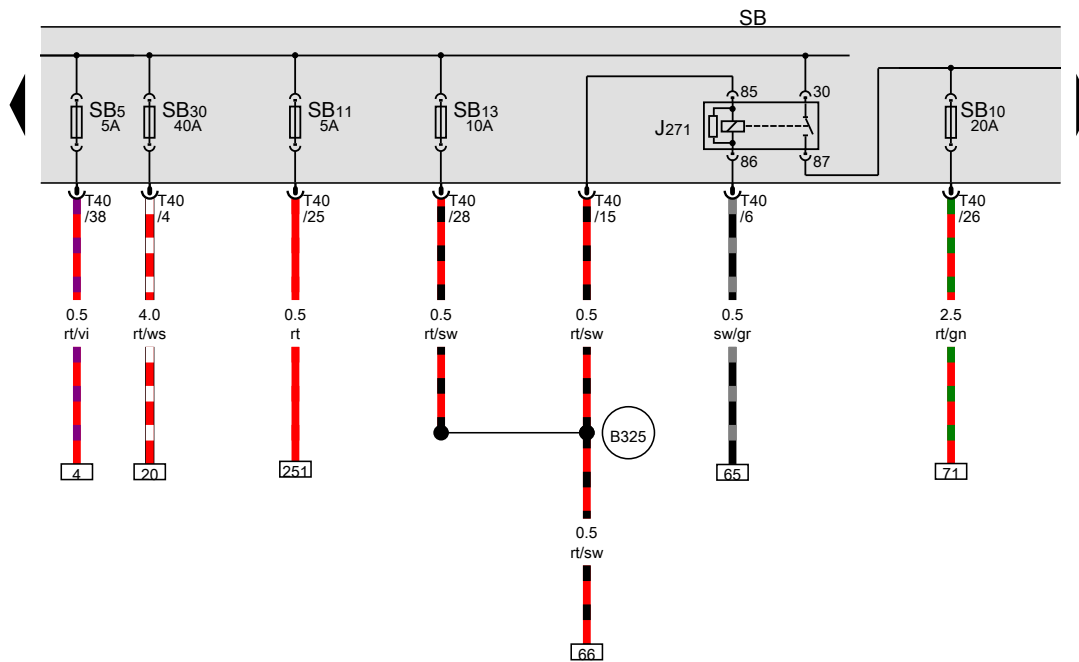 SB
SB5
5A
SB30
40A
SB11
5A
SB13
10A
J271
85
30
86
87
SB10
20A
T40
/38
T40
/4
T40
/25
T40
/28
T40
/15
T40
/6
T40
/26
0.5
rt/vi
4.0
rt/ws
0.5
rt
0.5
rt/sw
0.5
rt/sw
0.5
sw/gr
2.5
rt/gn
B325
4
20
251
65
71
0.5
rt/sw
66